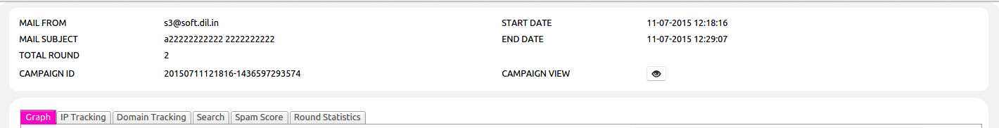 MAIL FROM s3@soft.dil.in START DATE 11-07-2015 12:18:16
MAIL SUBJECT a22222222222 2222222222 END DATE 11-07-2015 12:29:07
TOTAL ROUND 2
CAMPAIGN ID 20150711121816-1436597293574 CAMPAIGN VIEW
Graph IP Tracking Domain Tracking Search Spam Score Round Statistics